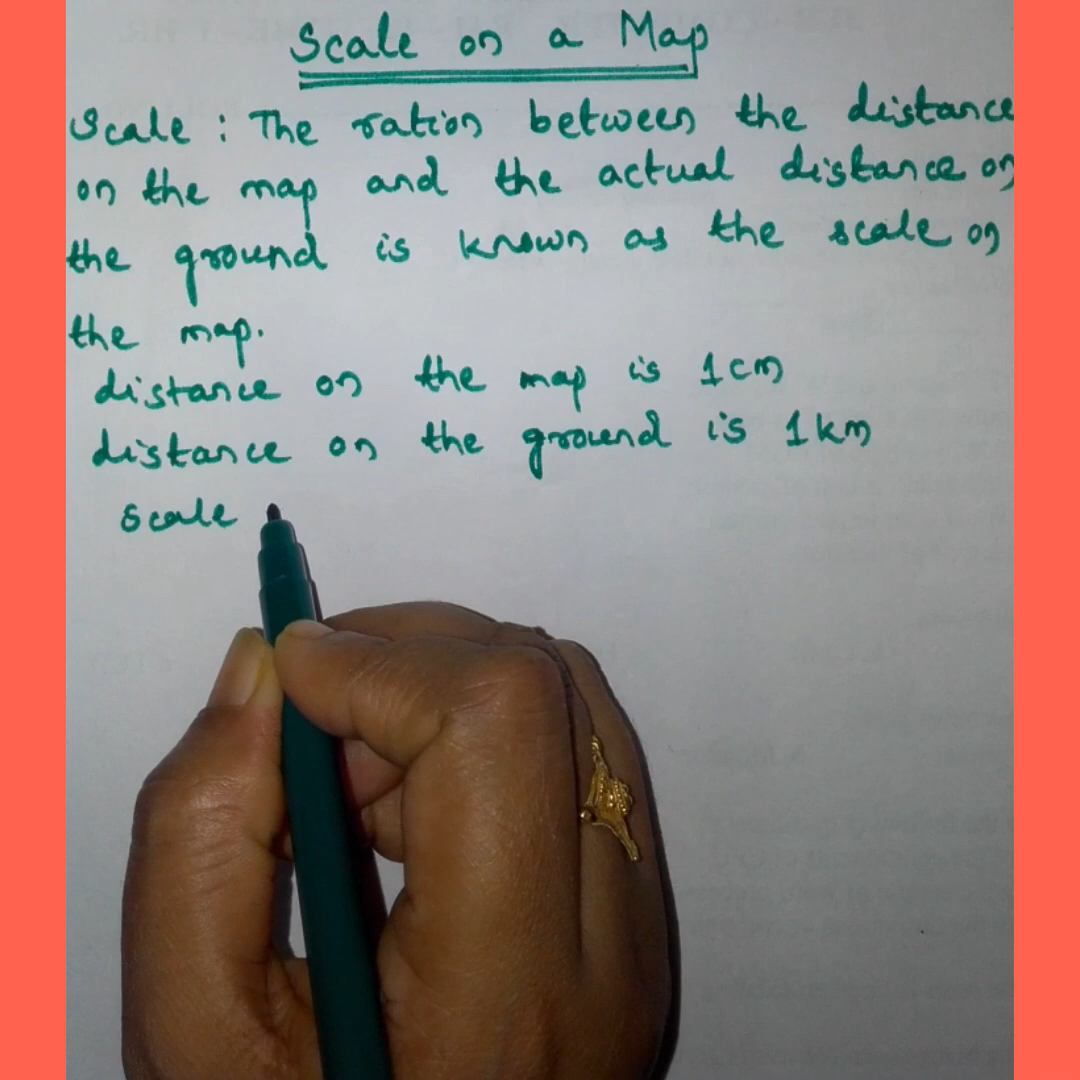 Scale on a Map
Scale : The ration between the distance
on the map and the actual distance on
the ground is known as the scale on
the map.
distance on the map is 1cm
distance on the ground is 1km
scale